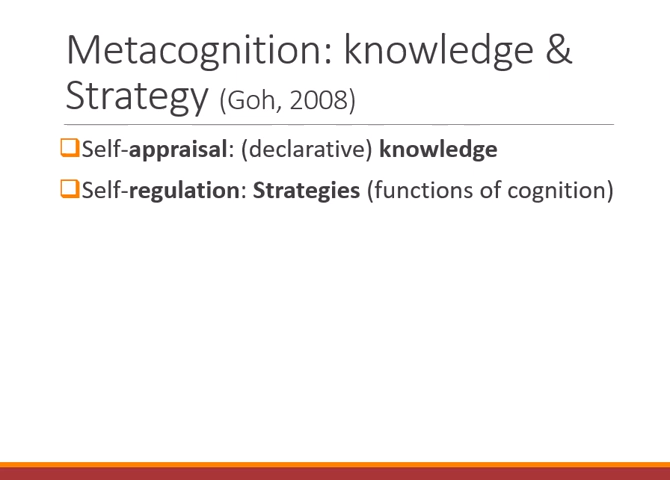 Metacognition: knowledge &
Strategy (Goh, 2008)
Self-appraisal: (declarative) knowledge
Self-regulation: Strategies (functions of cognition)